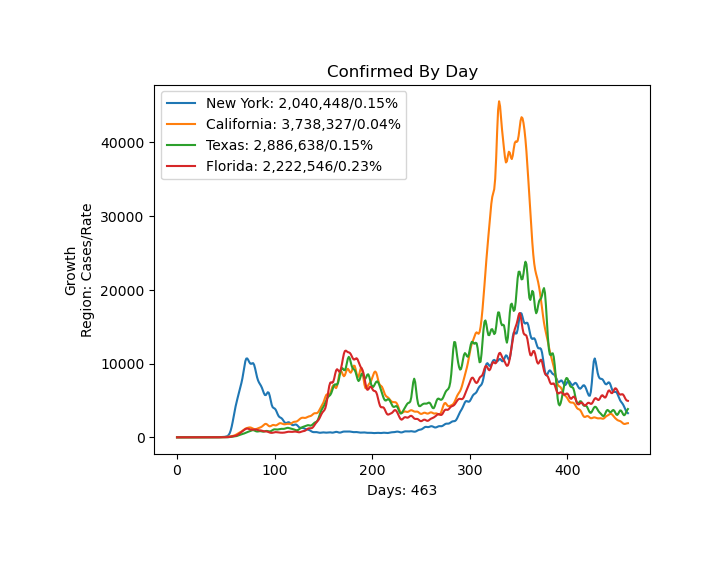 Confirmed By Day
New York: 2,040,448/0.15%
California: 3,738,327/0.04%
Texas: 2,886,638/0.15%
Florida: 2,222,546/0.23%
Growth
Region: Cases/Rate
40000
30000
20000
10000
0
0 100 200 300 400
Days: 463